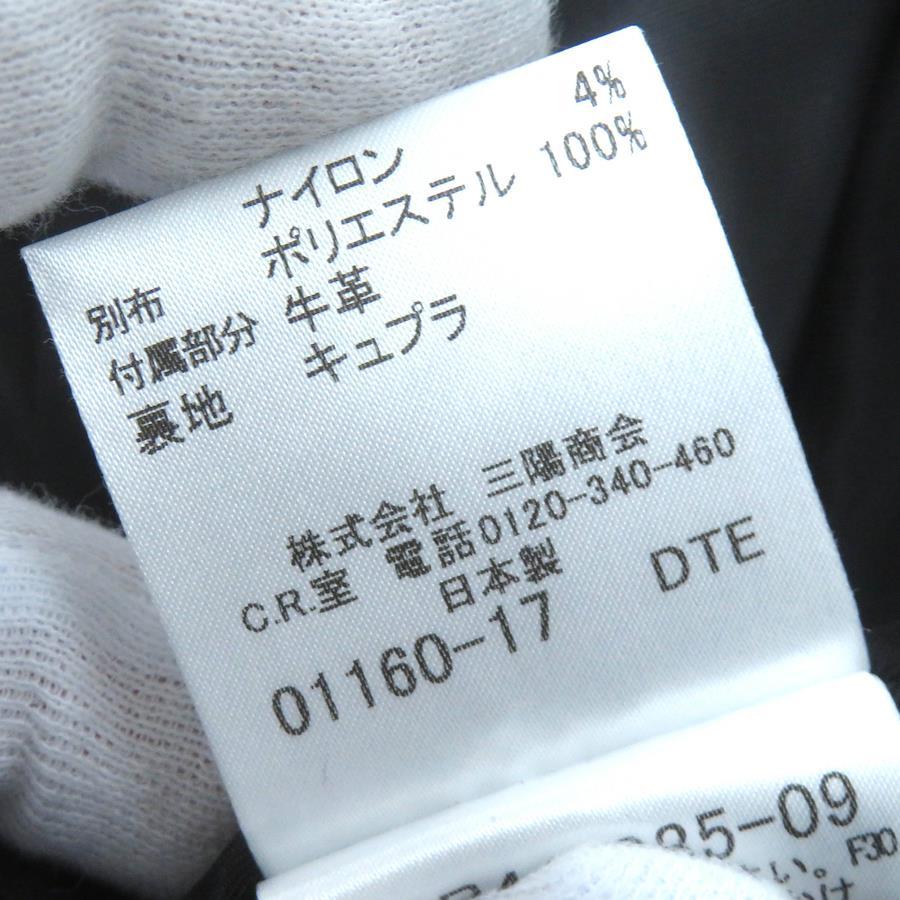 ナイロン 4%
別布 ポリエステル 100%
付属部分 牛革
裏地 キュプラ
株式会社 三陽商会
C.R.室 電話0120-340-460
日本製
01160-17 DTE
35-09
い。F30